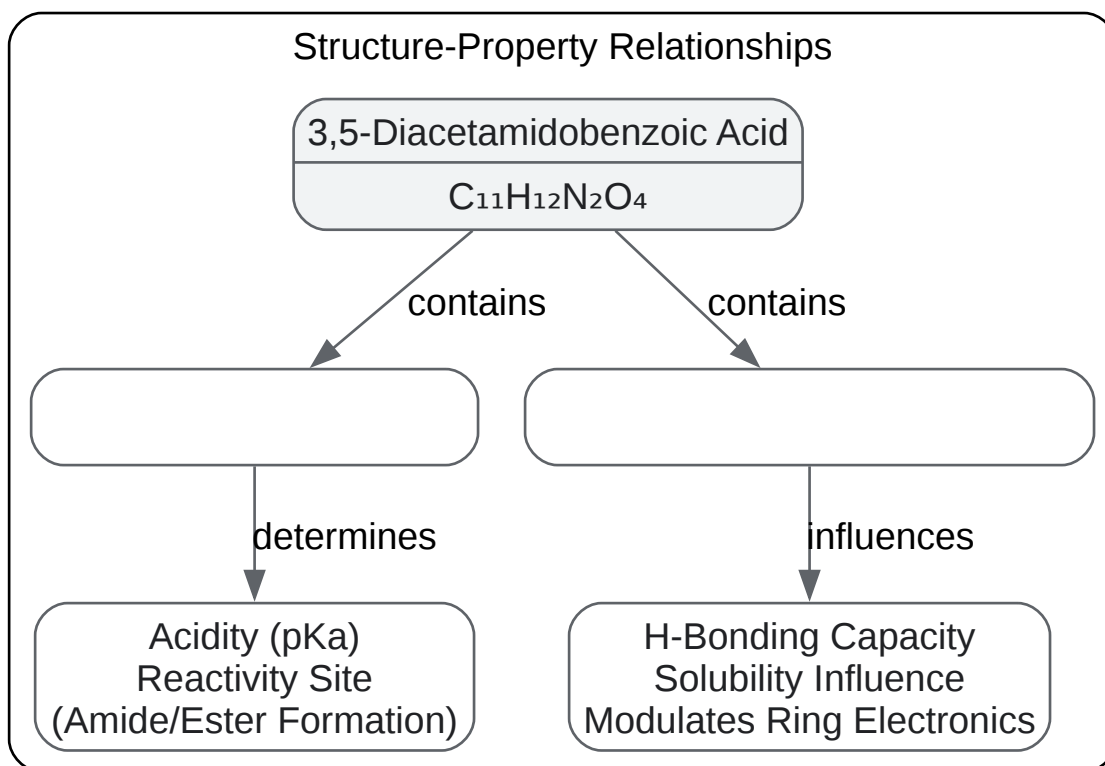 Structure-Property Relationships
3,5-Diacetamidobenzoic Acid
C₁₁H₁₂N₂O₄
contains
contains
determines
influences
Acidity (pKa)
Reactivity Site
(Amide/Ester Formation)
H-Bonding Capacity
Solubility Influence
Modulates Ring Electronics